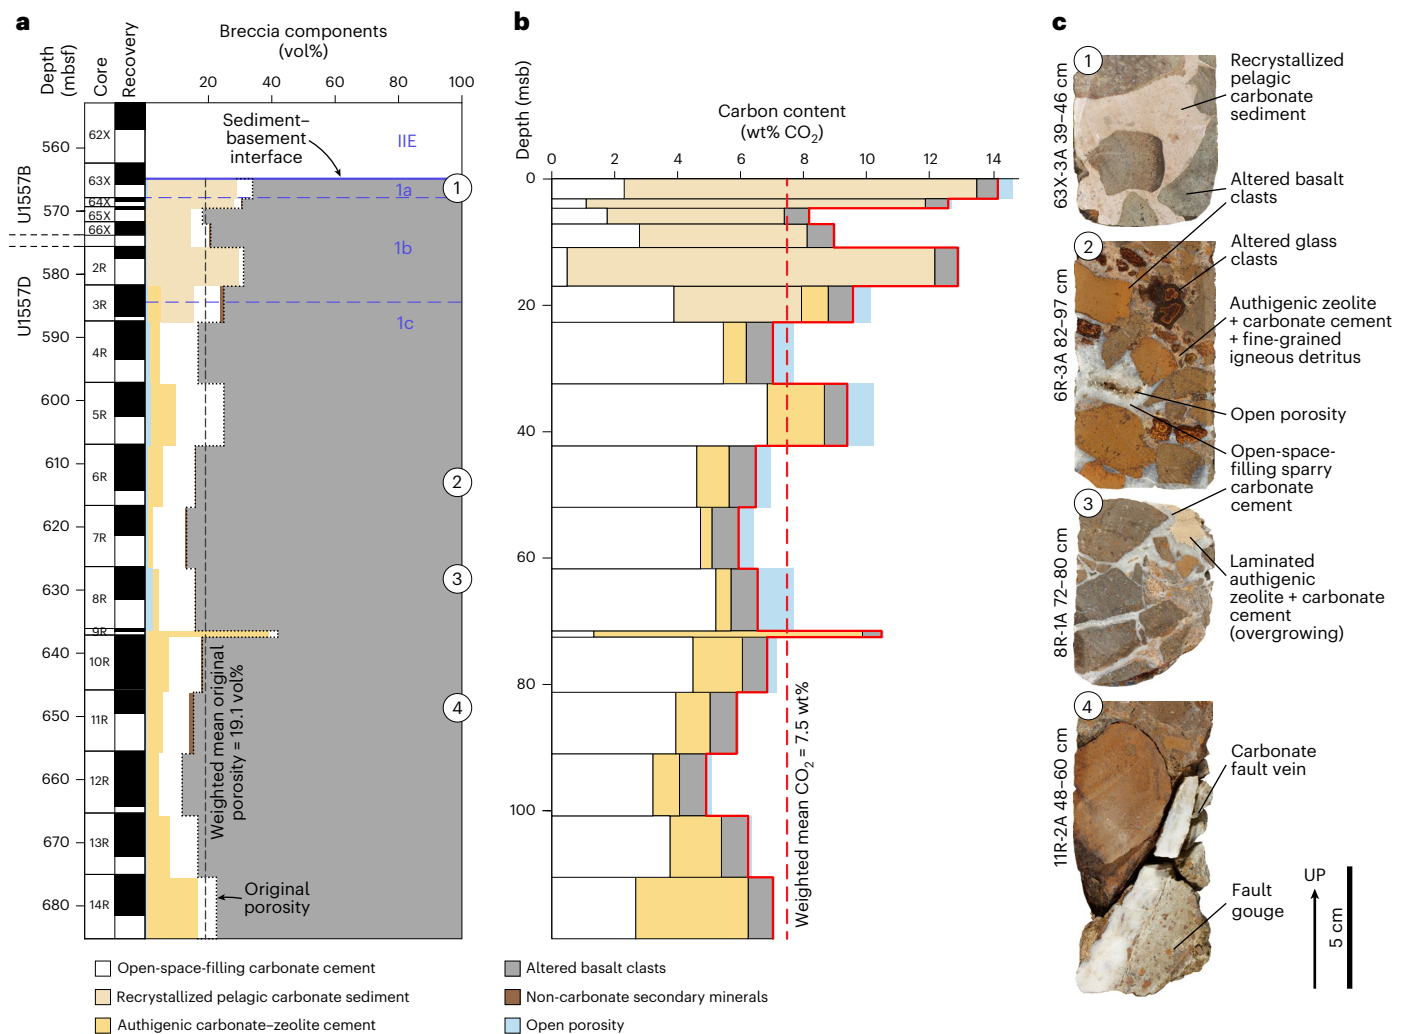 a
Breccia components
(vol%)
Depth
(mbsf)
Core
Recovery
20
40
60
80
100
560
570
580
590
600
610
620
630
640
650
660
670
680
U1557B
U1557D
62X
63X
64X
65X
66X
2R
3R
4R
5R
6R
7R
8R
9R
10R
11R
12R
13R
14R
Sediment–
basement
interface
IIE
1a
1b
1c
1
2
3
4
Weighted mean original
porosity = 19.1 vol%
Original
porosity
b
Depth (msb)
Carbon content
(wt% CO2)
0
2
4
6
8
10
12
14
0
20
40
60
80
100
Weighted mean CO2 = 7.5 wt%
c
1
63X-3A 39–46 cm
Recrystallized
pelagic
carbonate
sediment
Altered basalt
clasts
2
6R-3A 82–97 cm
Altered glass
clasts
Authigenic zeolite
+ carbonate cement
+ fine-grained
igneous detritus
Open porosity
Open-space-
filling sparry
carbonate
cement
3
8R-1A 72–80 cm
Laminated
authigenic
zeolite + carbonate
cement
(overgrowing)
4
11R-2A 48–60 cm
Carbonate
fault vein
Fault
gouge
UP
5 cm
Open-space-filling carbonate cement
Recrystallized pelagic carbonate sediment
Authigenic carbonate–zeolite cement
Altered basalt clasts
Non-carbonate secondary minerals
Open porosity